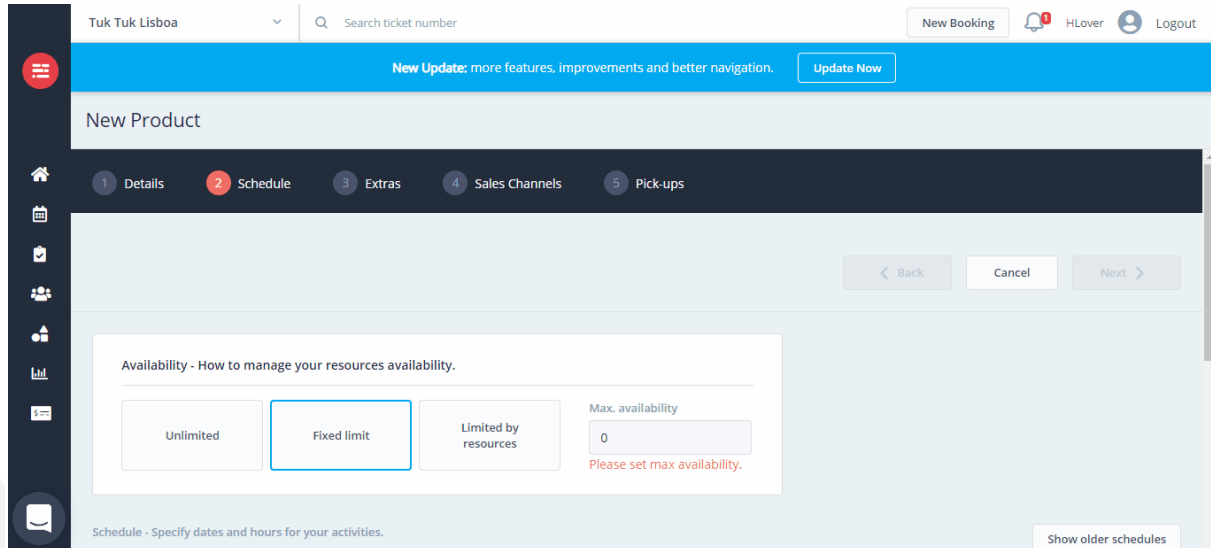 Tuk Tuk Lisboa
Search ticket number
New Booking
1
HLover
Logout
New Update: more features, improvements and better navigation.
Update Now
New Product
1 Details
2 Schedule
3 Extras
4 Sales Channels
5 Pick-ups
Back
Cancel
Next
Availability - How to manage your resources availability.
Unlimited
Fixed limit
Limited by
resources
Max. availability
0
Please set max availability.
Schedule - Specify dates and hours for your activities.
Show older schedules